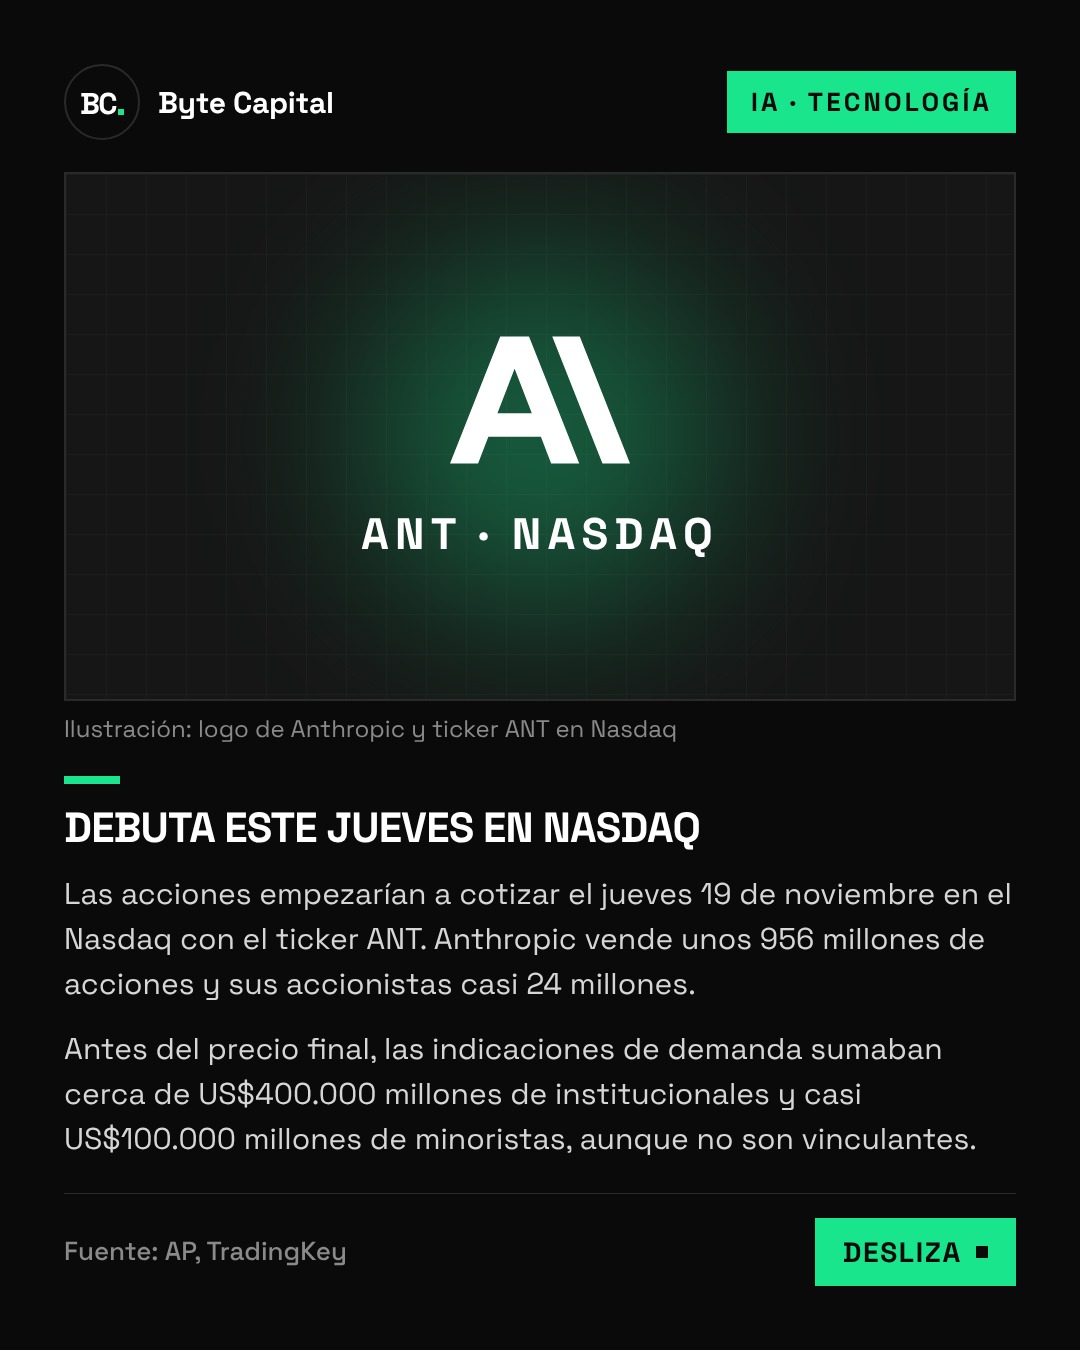 BC.
Byte Capital
IA · TECNOLOGÍA
A\
ANT · NASDAQ
Ilustración: logo de Anthropic y ticker ANT en Nasdaq
DEBUTA ESTE JUEVES EN NASDAQ
Las acciones empezarían a cotizar el jueves 19 de noviembre en el
Nasdaq con el ticker ANT. Anthropic vende unos 956 millones de
acciones y sus accionistas casi 24 millones.
Antes del precio final, las indicaciones de demanda sumaban
cerca de US$400.000 millones de institucionales y casi
US$100.000 millones de minoristas, aunque no son vinculantes.
Fuente: AP, TradingKey
DESLIZA